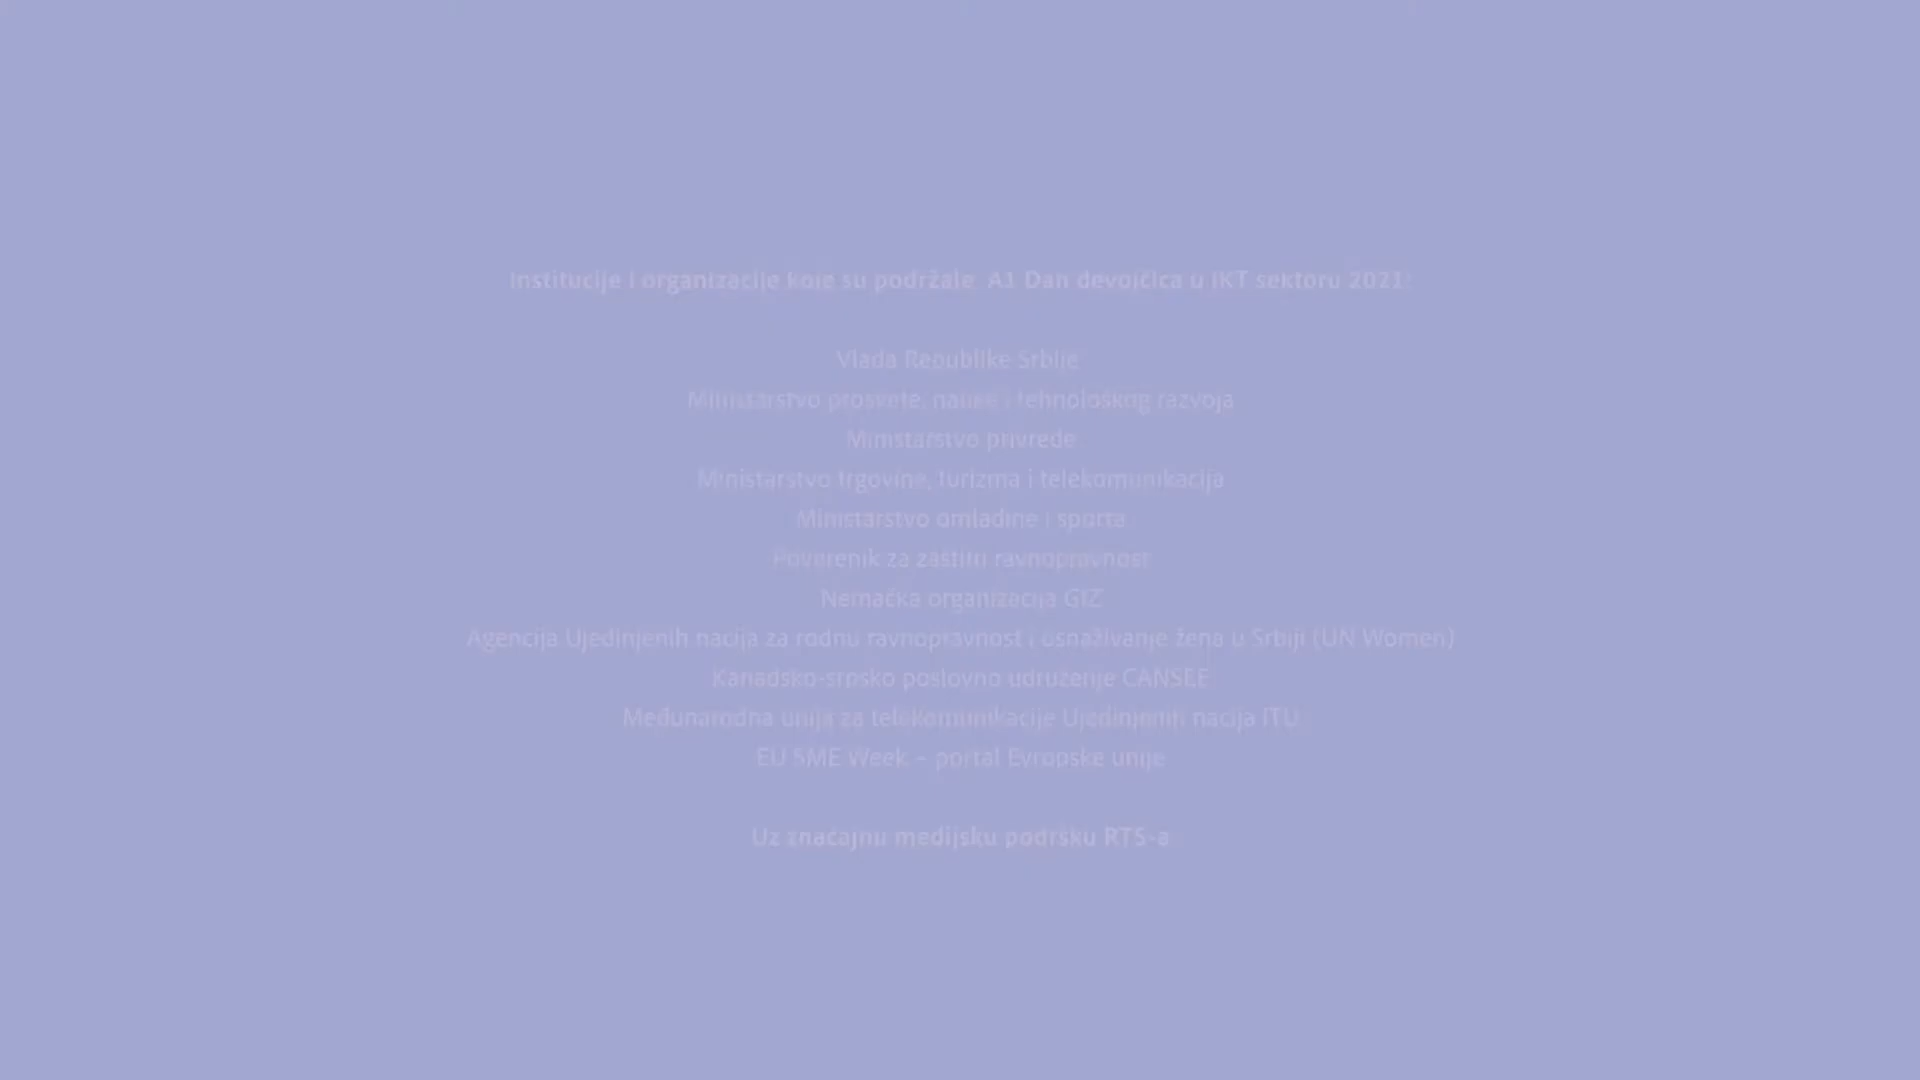 Institucije i organizacije koje su podržale A1 Dan devojčica u IKT sektoru 2021:
Vlada Republike Srbije
Ministarstvo prosvete, nauke i tehnološkog razvoja
Ministarstvo privrede
Ministarstvo trgovine, turizma i telekomunikacija
Ministarstvo omladine i sporta
Poverenik za zaštitu ravnopravnost
Nemačka organizacija GIZ
Agencija Ujedinjenih nacija za rodnu ravnopravnost i osnaživanje žena u Srbiji (UN Women)
Kanadsko-srpsko poslovno udruženje CANSEE
Međunarodna unija za telekomunikacije Ujedinjenih nacija ITU
EU SME Week – portal Evropske unije
Uz značajnu medijsku podršku RTS-a